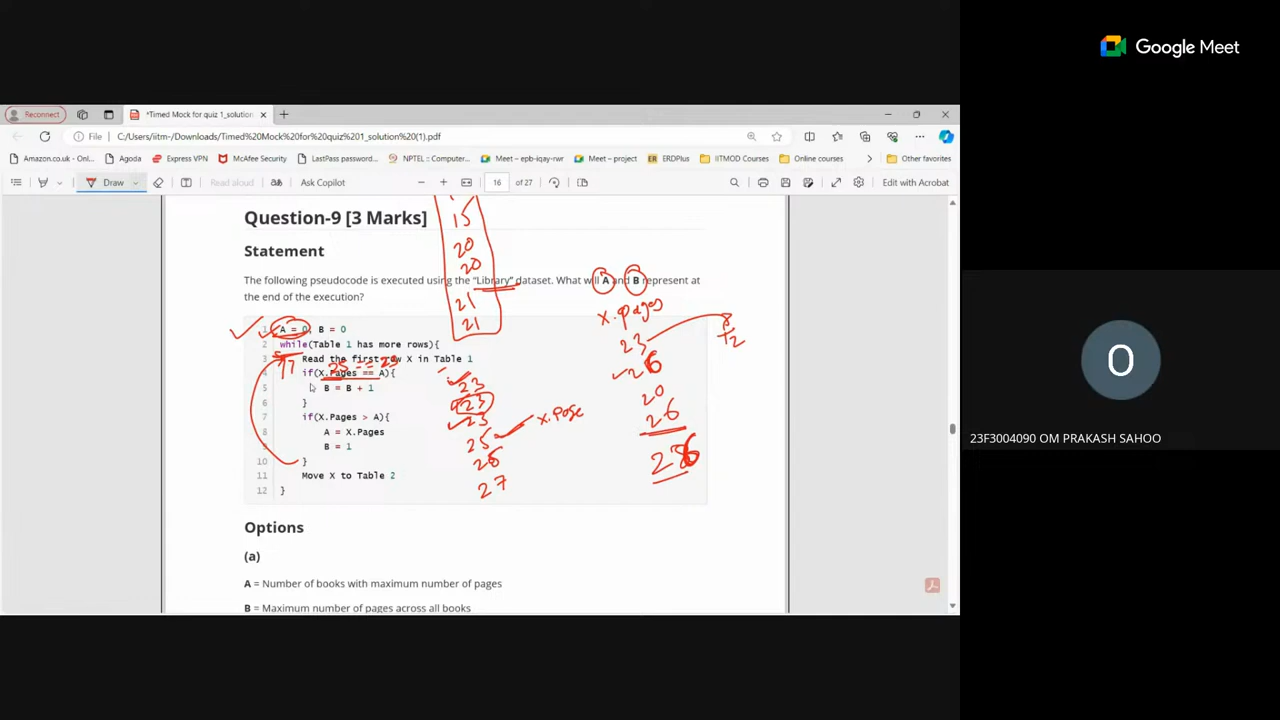 Google Meet
Reconnect
*Timed Mock for quiz 1_solution
File
C:/Users/iitm-/Downloads/Timed%20Mock%20for%20quiz%201_solution%20(1).pdf
Amazon.co.uk - Onl...
Agoda
Express VPN
McAfee Security
LastPass password...
NPTEL :: Computer...
Meet – epb-iqay-rwr
Meet – project
ERDPlus
IITMOD Courses
Online courses
Other favorites
Draw
Read aloud
Ask Copilot
16
of 27
Edit with Acrobat
Question-9 [3 Marks]
Statement
The following pseudocode is executed using the "Library" dataset. What will A and B represent at
the end of the execution?
1 A = 0, B = 0
2 while(Table 1 has more rows){
3 Read the first row X in Table 1
4 if(X.Pages == A){
5 B = B + 1
6 }
7 if(X.Pages > A){
8 A = X.Pages
9 B = 1
10 }
11 Move X to Table 2
12 }
15
20
20
21
21
25 == 23
23
23
23
25
27
x.pages
23
20
26
Options
(a)
A = Number of books with maximum number of pages
B = Maximum number of pages across all books
O
23F3004090 OM PRAKASH SAHOO